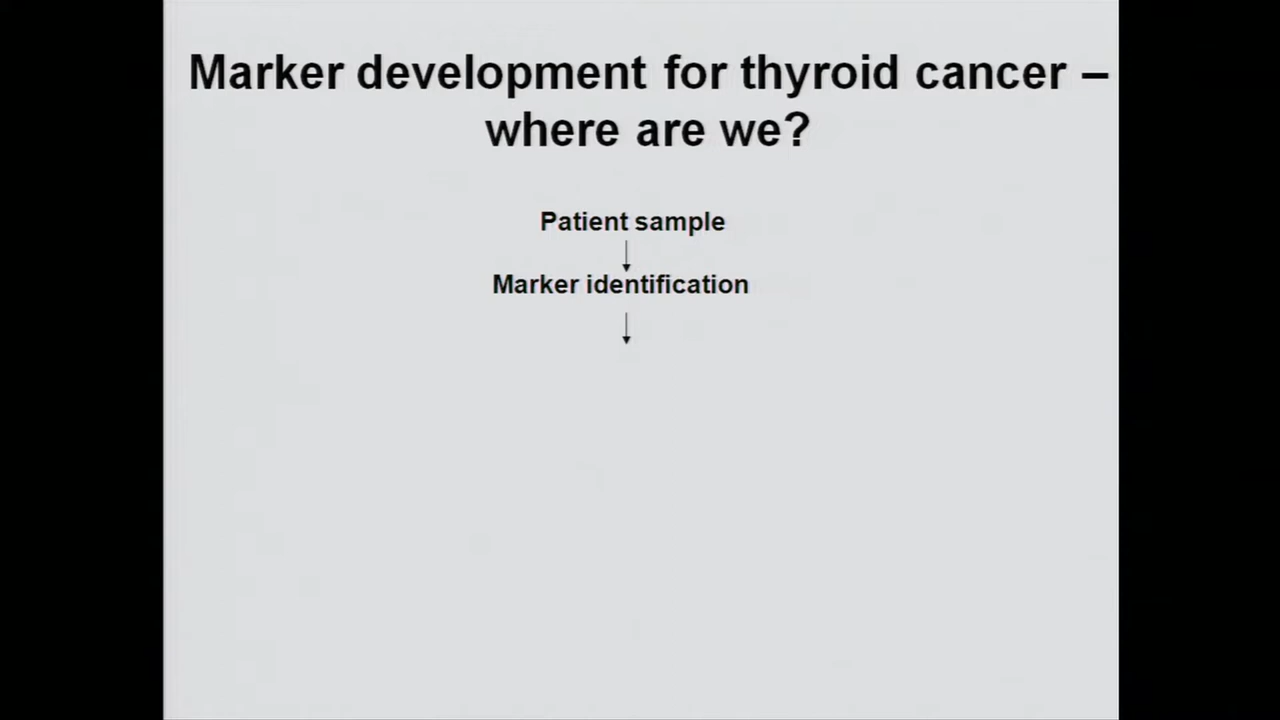 Marker development for thyroid cancer –
where are we?
Patient sample
Marker identification